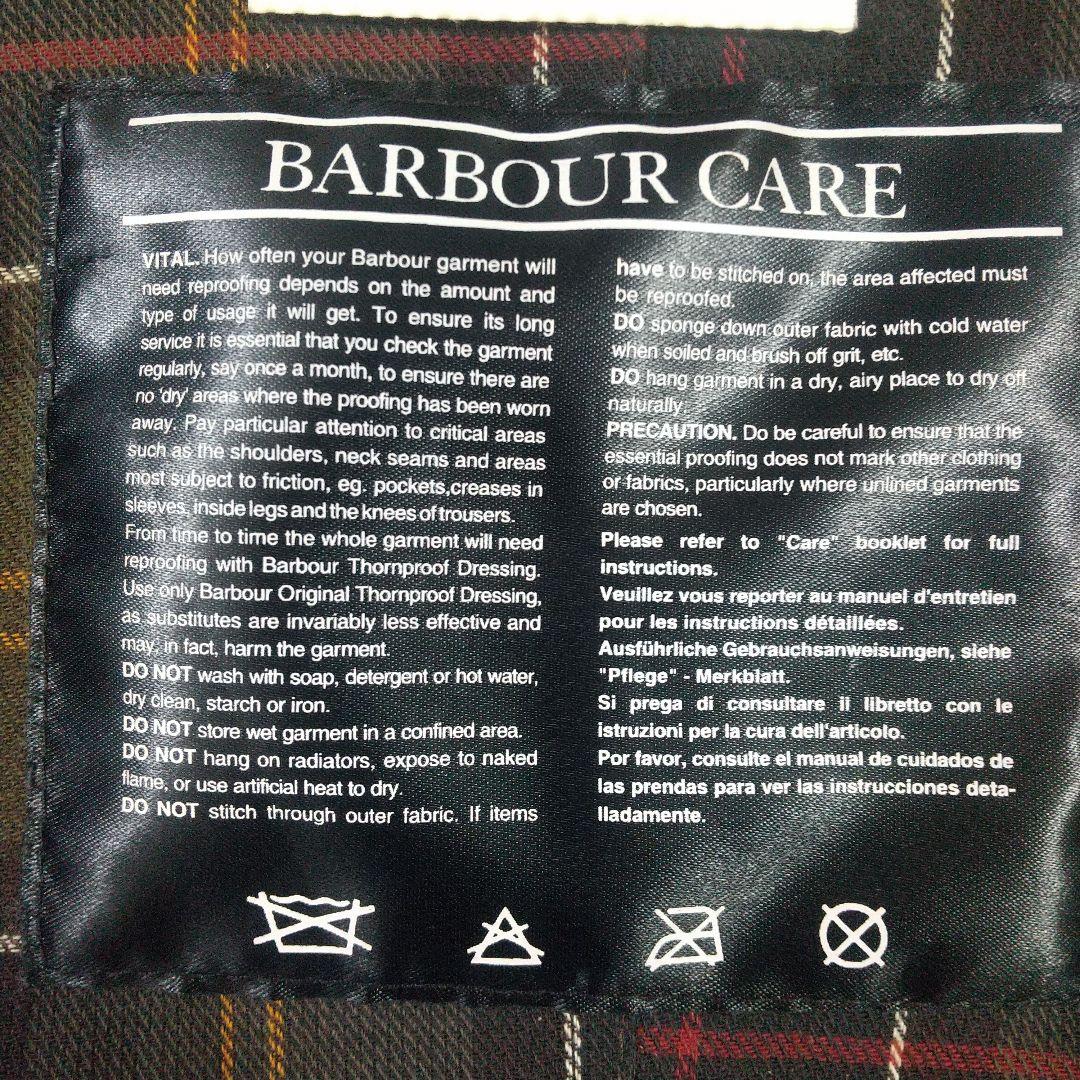 BARBOUR CARE
VITAL. How often your Barbour garment will
need reproofing depends on the amount and
type of usage it will get. To ensure its long
service it is essential that you check the garment
regularly, say once a month, to ensure there are
no 'dry' areas where the proofing has been worn
away. Pay particular attention to critical areas
such as the shoulders, neck seams and areas
most subject to friction, eg. pockets,creases in
sleeves, inside legs and the knees of trousers.
From time to time the whole garment will need
reproofing with Barbour Thornproof Dressing.
Use only Barbour Original Thornproof Dressing,
as substitutes are invariably less effective and
may, in fact, harm the garment.
DO NOT wash with soap, detergent or hot water,
dry clean, starch or iron.
DO NOT store wet garment in a confined area.
DO NOT hang on radiators, expose to naked
flame, or use artificial heat to dry.
DO NOT stitch through outer fabric. If items
have to be stitched on, the area affected must
be reproofed.
DO sponge down outer fabric with cold water
when soiled and brush off grit, etc.
DO hang garment in a dry, airy place to dry off
naturally.
PRECAUTION. Do be careful to ensure that the
essential proofing does not mark other clothing
or fabrics, particularly where unlined garments
are chosen.
Please refer to "Care" booklet for full
instructions.
Veuillez vous reporter au manuel d'entretien
pour les instructions détaillées.
Ausführliche Gebrauchsanweisungen, siehe
"Pflege" - Merkblatt.
Si prega di consultare il libretto con le
istruzioni per la cura dell'articolo.
Por favor, consulte el manual de cuidados de
las prendas para ver las instrucciones deta-
lladamente.